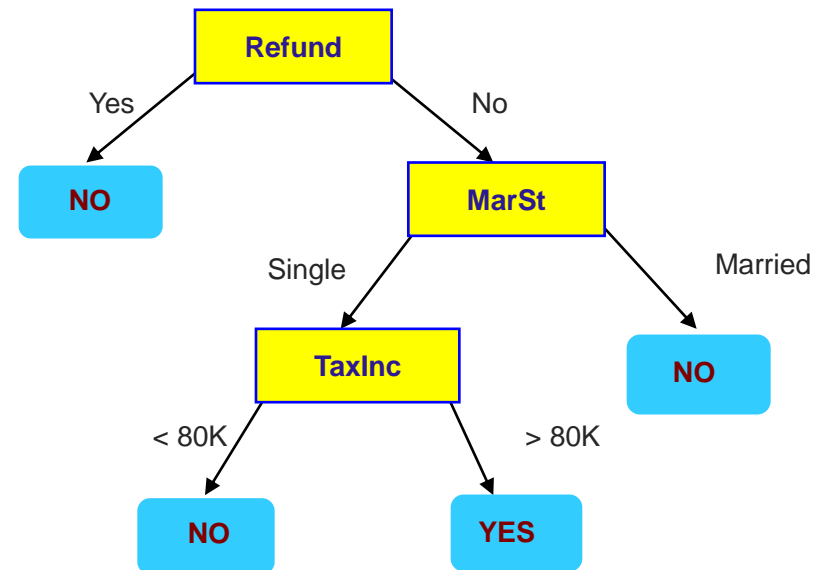 Refund
Yes
No
NO
MarSt
Single
Married
TaxInc
NO
< 80K
> 80K
NO
YES